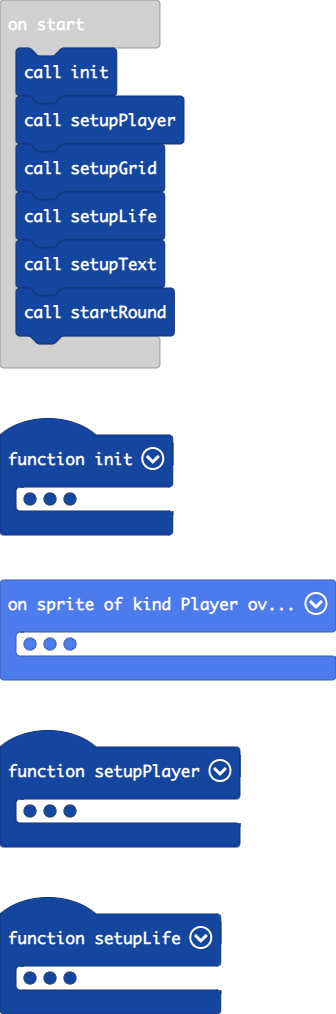 on start
call init
call setupPlayer
call setupGrid
call setupLife
call setupText
call startRound
function init
on sprite of kind Player ov...
function setupPlayer
function setupLife